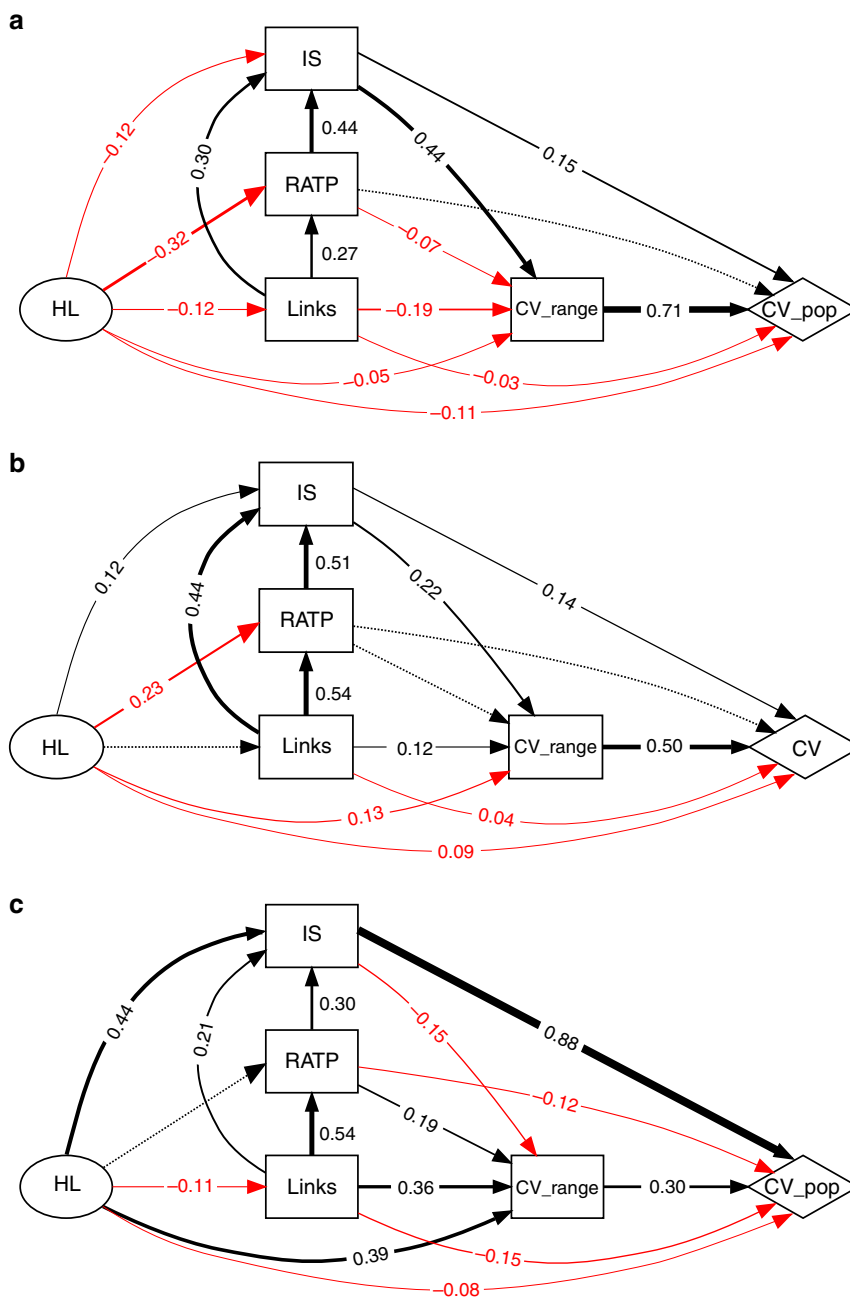 a
IS
−0.12
0.30
0.44
0.44
0.15
RATP
−0.32
−0.07
0.27
HL
−0.12
Links
−0.19
CV_range
0.71
CV_pop
−0.05
−0.03
−0.11
b
IS
0.12
0.44
0.51
0.22
0.14
RATP
0.23
0.54
HL
Links
0.12
CV_range
0.50
CV
0.13
0.04
0.09
c
IS
0.44
0.21
0.30
−0.15
0.88
RATP
−0.12
0.19
0.54
HL
−0.11
Links
0.36
CV_range
0.30
CV_pop
0.39
−0.15
−0.08